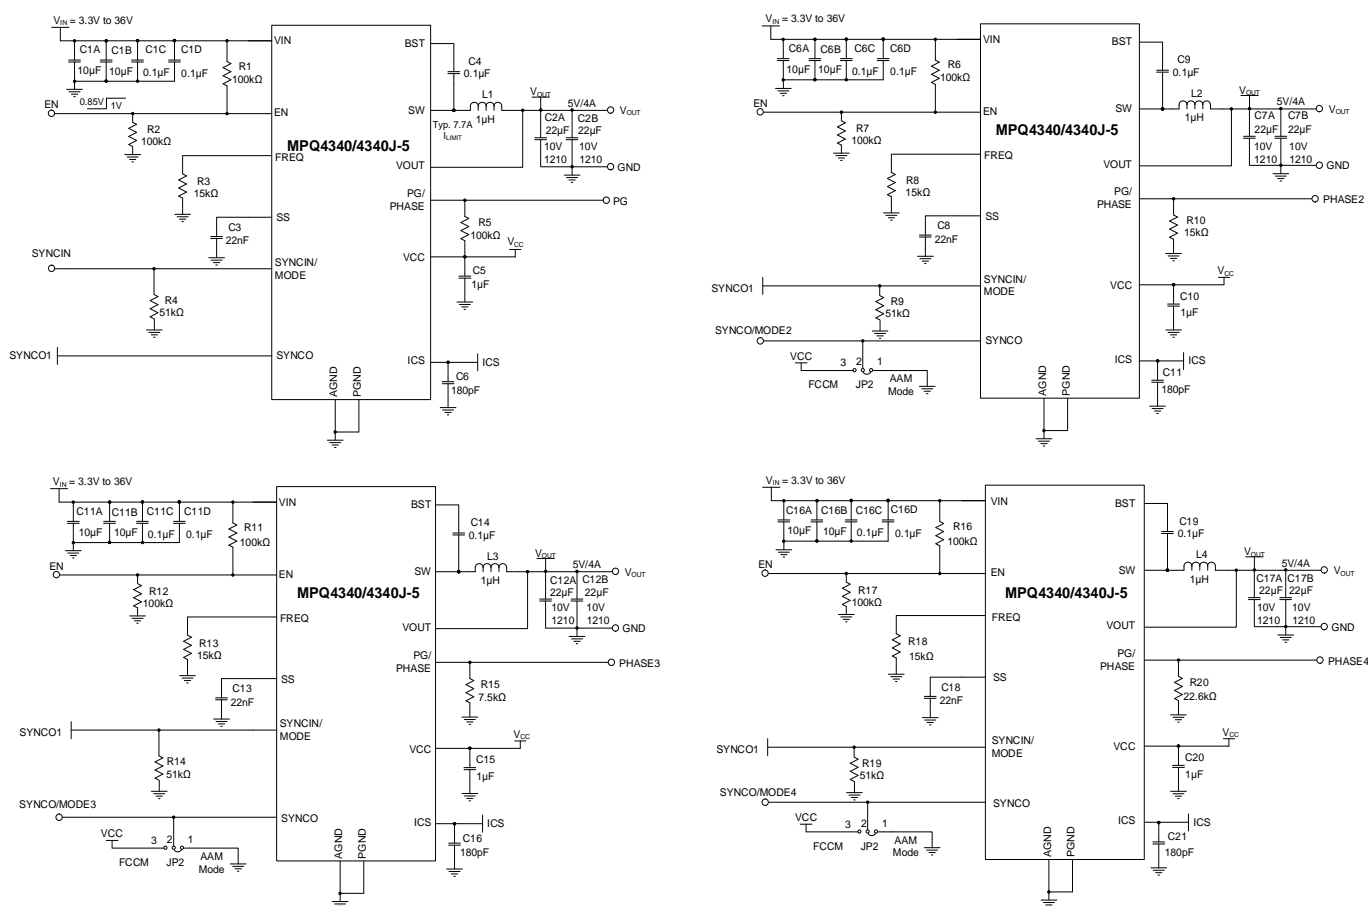 V_IN = 3.3V to 36V
C1A
10µF
C1B
10µF
C1C
0.1µF
C1D
0.1µF
R1
100kΩ
VIN
EN
0.85V
1V
EN
R2
100kΩ
FREQ
R3
15kΩ
SS
C3
22nF
SYNCIN
SYNCIN/
MODE
R4
51kΩ
SYNCO1
SYNCO
AGND
PGND
MPQ4340/4340J-5
BST
C4
0.1µF
SW
L1
1µH
Typ. 7.7A
I_LIMIT
V_OUT
5V/4A
V_OUT
C2A
22µF
10V
1210
C2B
22µF
10V
1210
VOUT
GND
PG/
PHASE
PG
R5
100kΩ
VCC
V_CC
C5
1µF
ICS
ICS
C6
180pF
V_IN = 3.3V to 36V
C6A
10µF
C6B
10µF
C6C
0.1µF
C6D
0.1µF
R6
100kΩ
VIN
EN
EN
R7
100kΩ
FREQ
R8
15kΩ
SS
C8
22nF
SYNCO1
SYNCIN/
MODE
R9
51kΩ
SYNCO/MODE2
SYNCO
VCC
3
2
1
FCCM
JP2
AAM
Mode
AGND
PGND
MPQ4340/4340J-5
BST
C9
0.1µF
SW
L2
1µH
V_OUT
5V/4A
V_OUT
C7A
22µF
10V
1210
C7B
22µF
10V
1210
VOUT
GND
PG/
PHASE
PHASE2
R10
15kΩ
VCC
V_CC
C10
1µF
ICS
ICS
C11
180pF
V_IN = 3.3V to 36V
C11A
10µF
C11B
10µF
C11C
0.1µF
C11D
0.1µF
R11
100kΩ
VIN
EN
EN
R12
100kΩ
FREQ
R13
15kΩ
SS
C13
22nF
SYNCO1
SYNCIN/
MODE
R14
51kΩ
SYNCO/MODE3
SYNCO
VCC
3
2
1
FCCM
JP2
AAM
Mode
AGND
PGND
MPQ4340/4340J-5
BST
C14
0.1µF
SW
L3
1µH
V_OUT
5V/4A
V_OUT
C12A
22µF
10V
1210
C12B
22µF
10V
1210
VOUT
GND
PG/
PHASE
PHASE3
R15
7.5kΩ
VCC
V_CC
C15
1µF
ICS
ICS
C16
180pF
V_IN = 3.3V to 36V
C16A
10µF
C16B
10µF
C16C
0.1µF
C16D
0.1µF
R16
100kΩ
VIN
EN
EN
R17
100kΩ
FREQ
R18
15kΩ
SS
C18
22nF
SYNCO1
SYNCIN/
MODE
R19
51kΩ
SYNCO/MODE4
SYNCO
VCC
3
2
1
FCCM
JP2
AAM
Mode
AGND
PGND
MPQ4340/4340J-5
BST
C19
0.1µF
SW
L4
1µH
V_OUT
5V/4A
V_OUT
C17A
22µF
10V
1210
C17B
22µF
10V
1210
VOUT
GND
PG/
PHASE
PHASE4
R20
22.6kΩ
VCC
V_CC
C20
1µF
ICS
ICS
C21
180pF